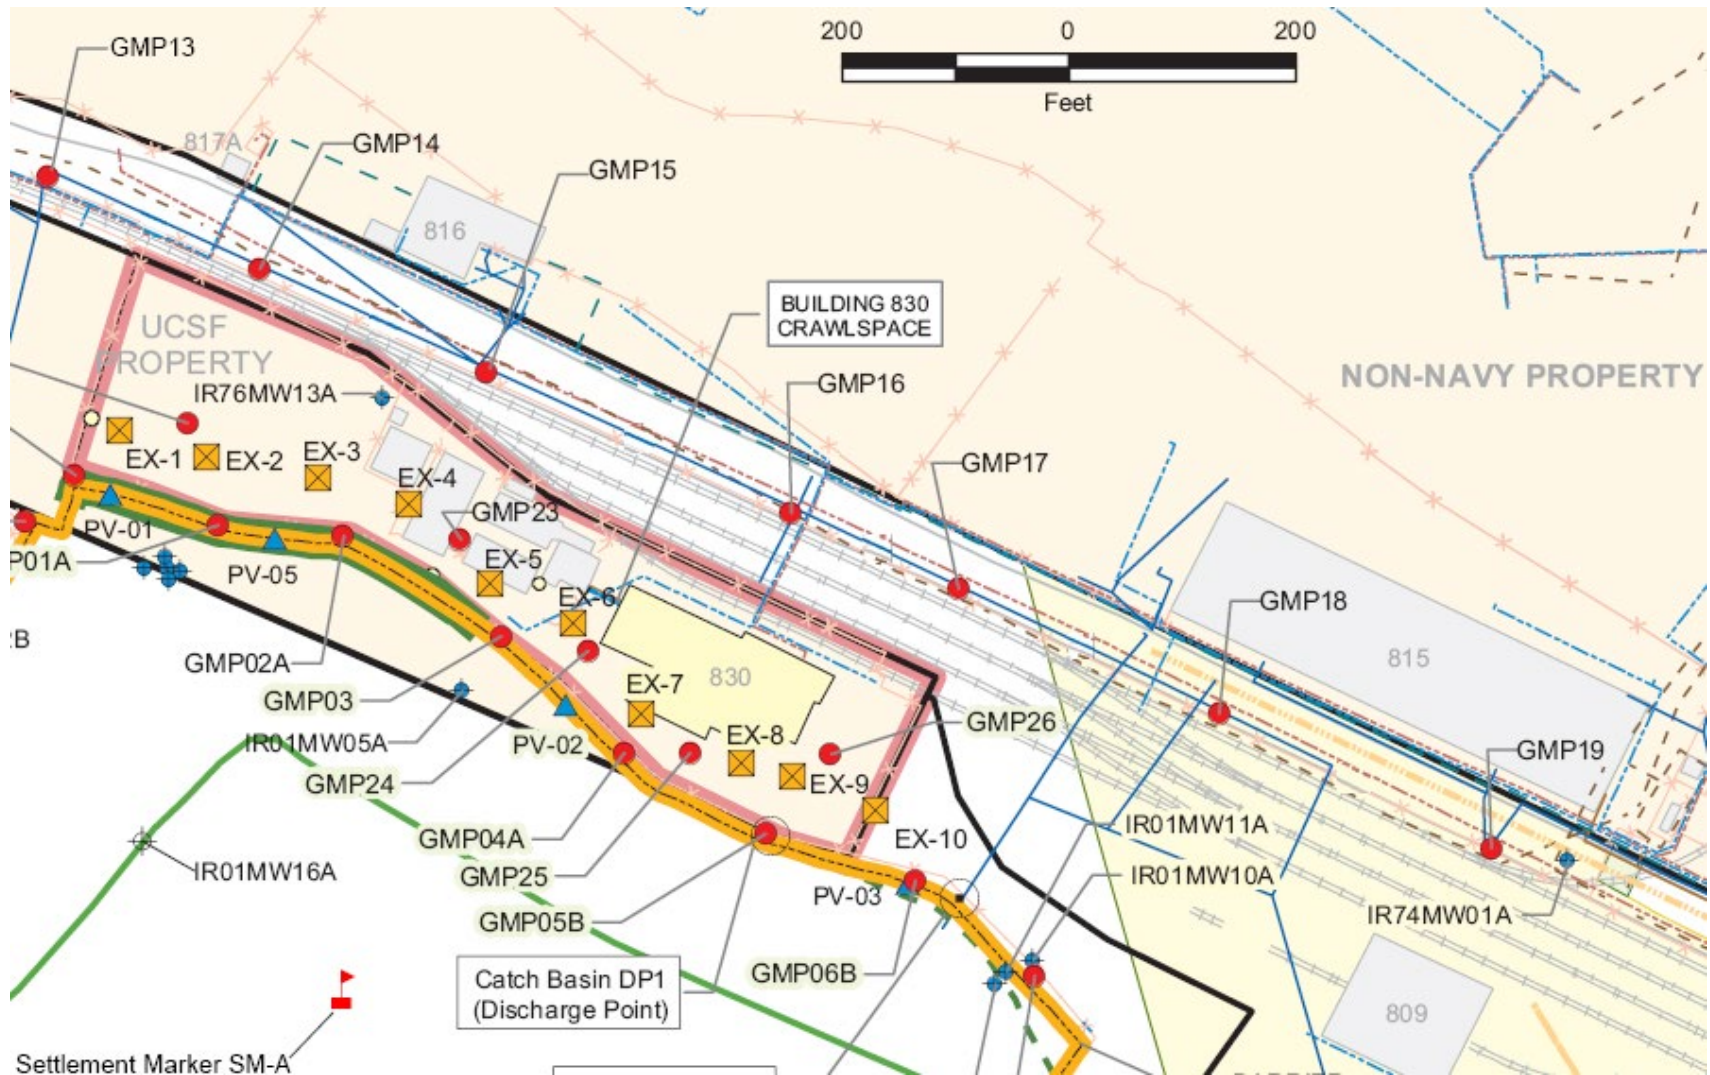 200 0 200
Feet
GMP13
817A
GMP14
GMP15
816
BUILDING 830
CRAWLSPACE
UCSF
PROPERTY
NON-NAVY PROPERTY
IR76MW13A
GMP16
GMP17
EX-1
EX-2
EX-3
EX-4
GMP23
PV-01
P01A
PV-05
EX-5
EX-6
GMP18
815
GMP02A
830
GMP03
EX-7
GMP26
IR01MW05A
PV-02
EX-8
GMP19
GMP24
EX-9
GMP04A
EX-10
IR01MW11A
IR01MW16A
GMP25
IR01MW10A
PV-03
GMP05B
IR74MW01A
Catch Basin DP1
(Discharge Point)
GMP06B
809
Settlement Marker SM-A